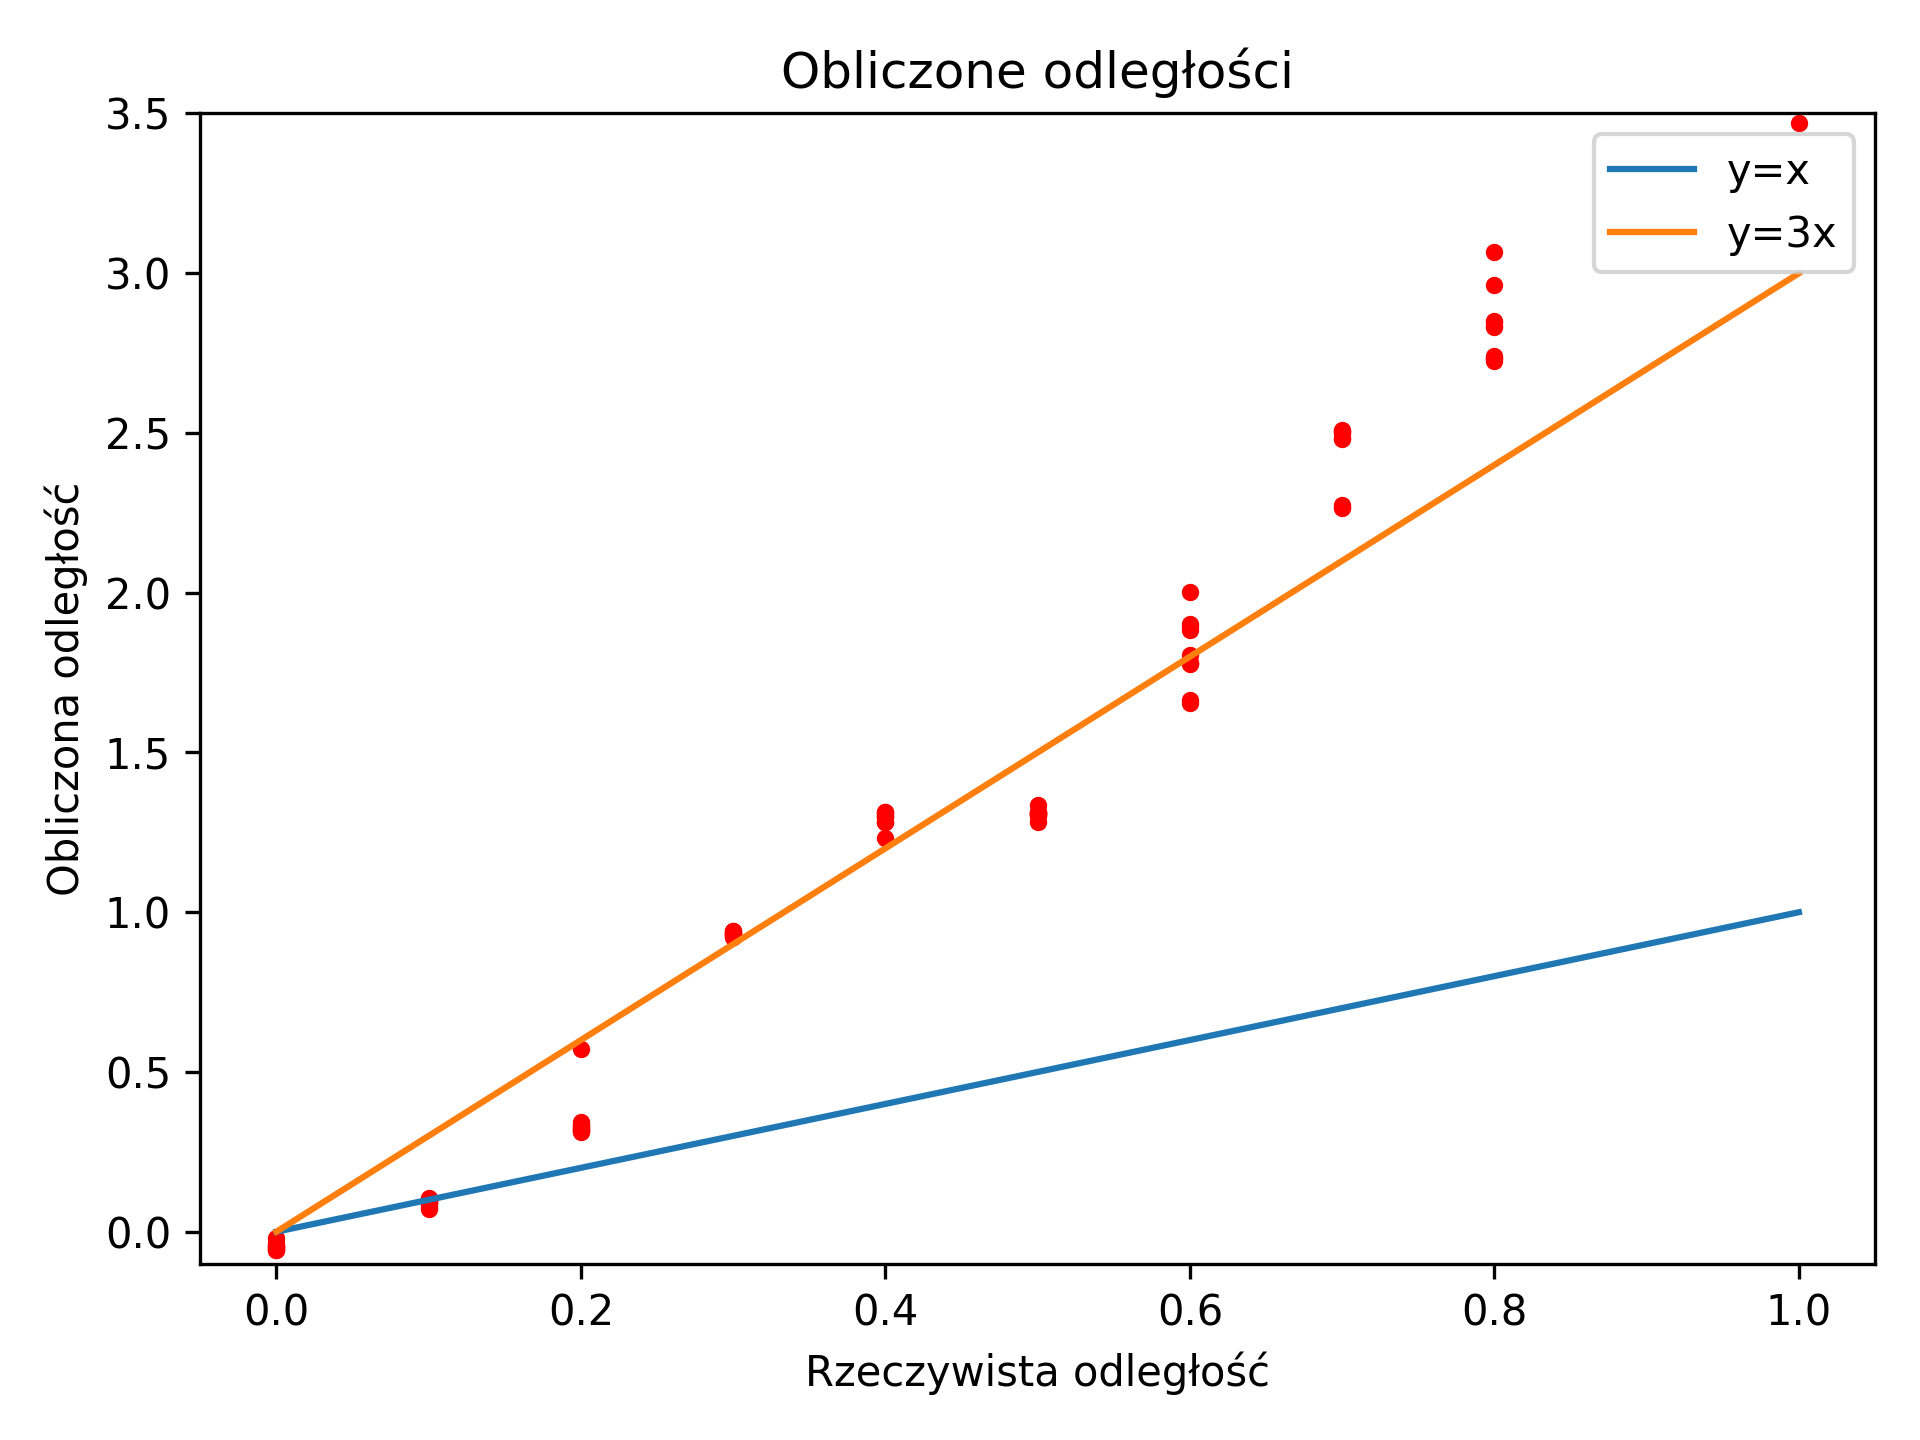 Obliczone odległości
3.5
3.0
2.5
2.0
1.5
1.0
0.5
0.0
Obliczona odległość
y=x
y=3x
0.0 0.2 0.4 0.6 0.8 1.0
Rzeczywista odległość